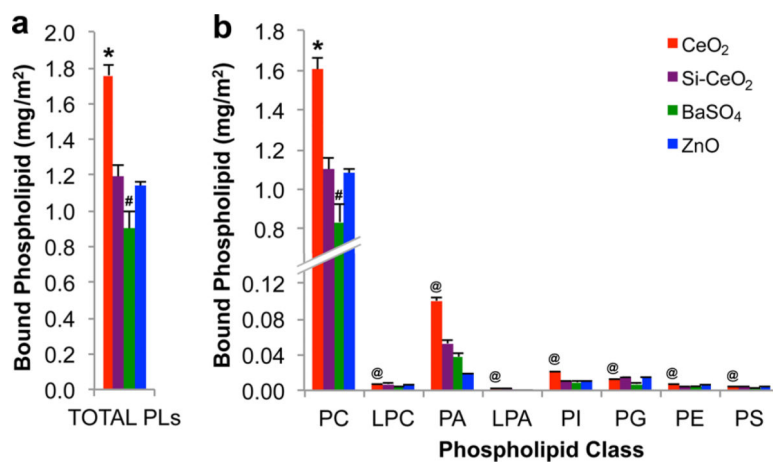 a
Bound Phospholipid (mg/m²)
2.0
1.8
1.6
1.4
1.2
1.0
0.8
0.6
0.4
0.2
0.0
*
#
TOTAL PLs
b
Bound Phospholipid (mg/m²)
1.8
1.6
1.4
1.2
1.0
0.8
0.12
0.08
0.04
0.00
*
#
@
@
@
@
@
@
@
PC LPC PA LPA PI PG PE PS
Phospholipid Class
CeO₂
Si-CeO₂
BaSO₄
ZnO